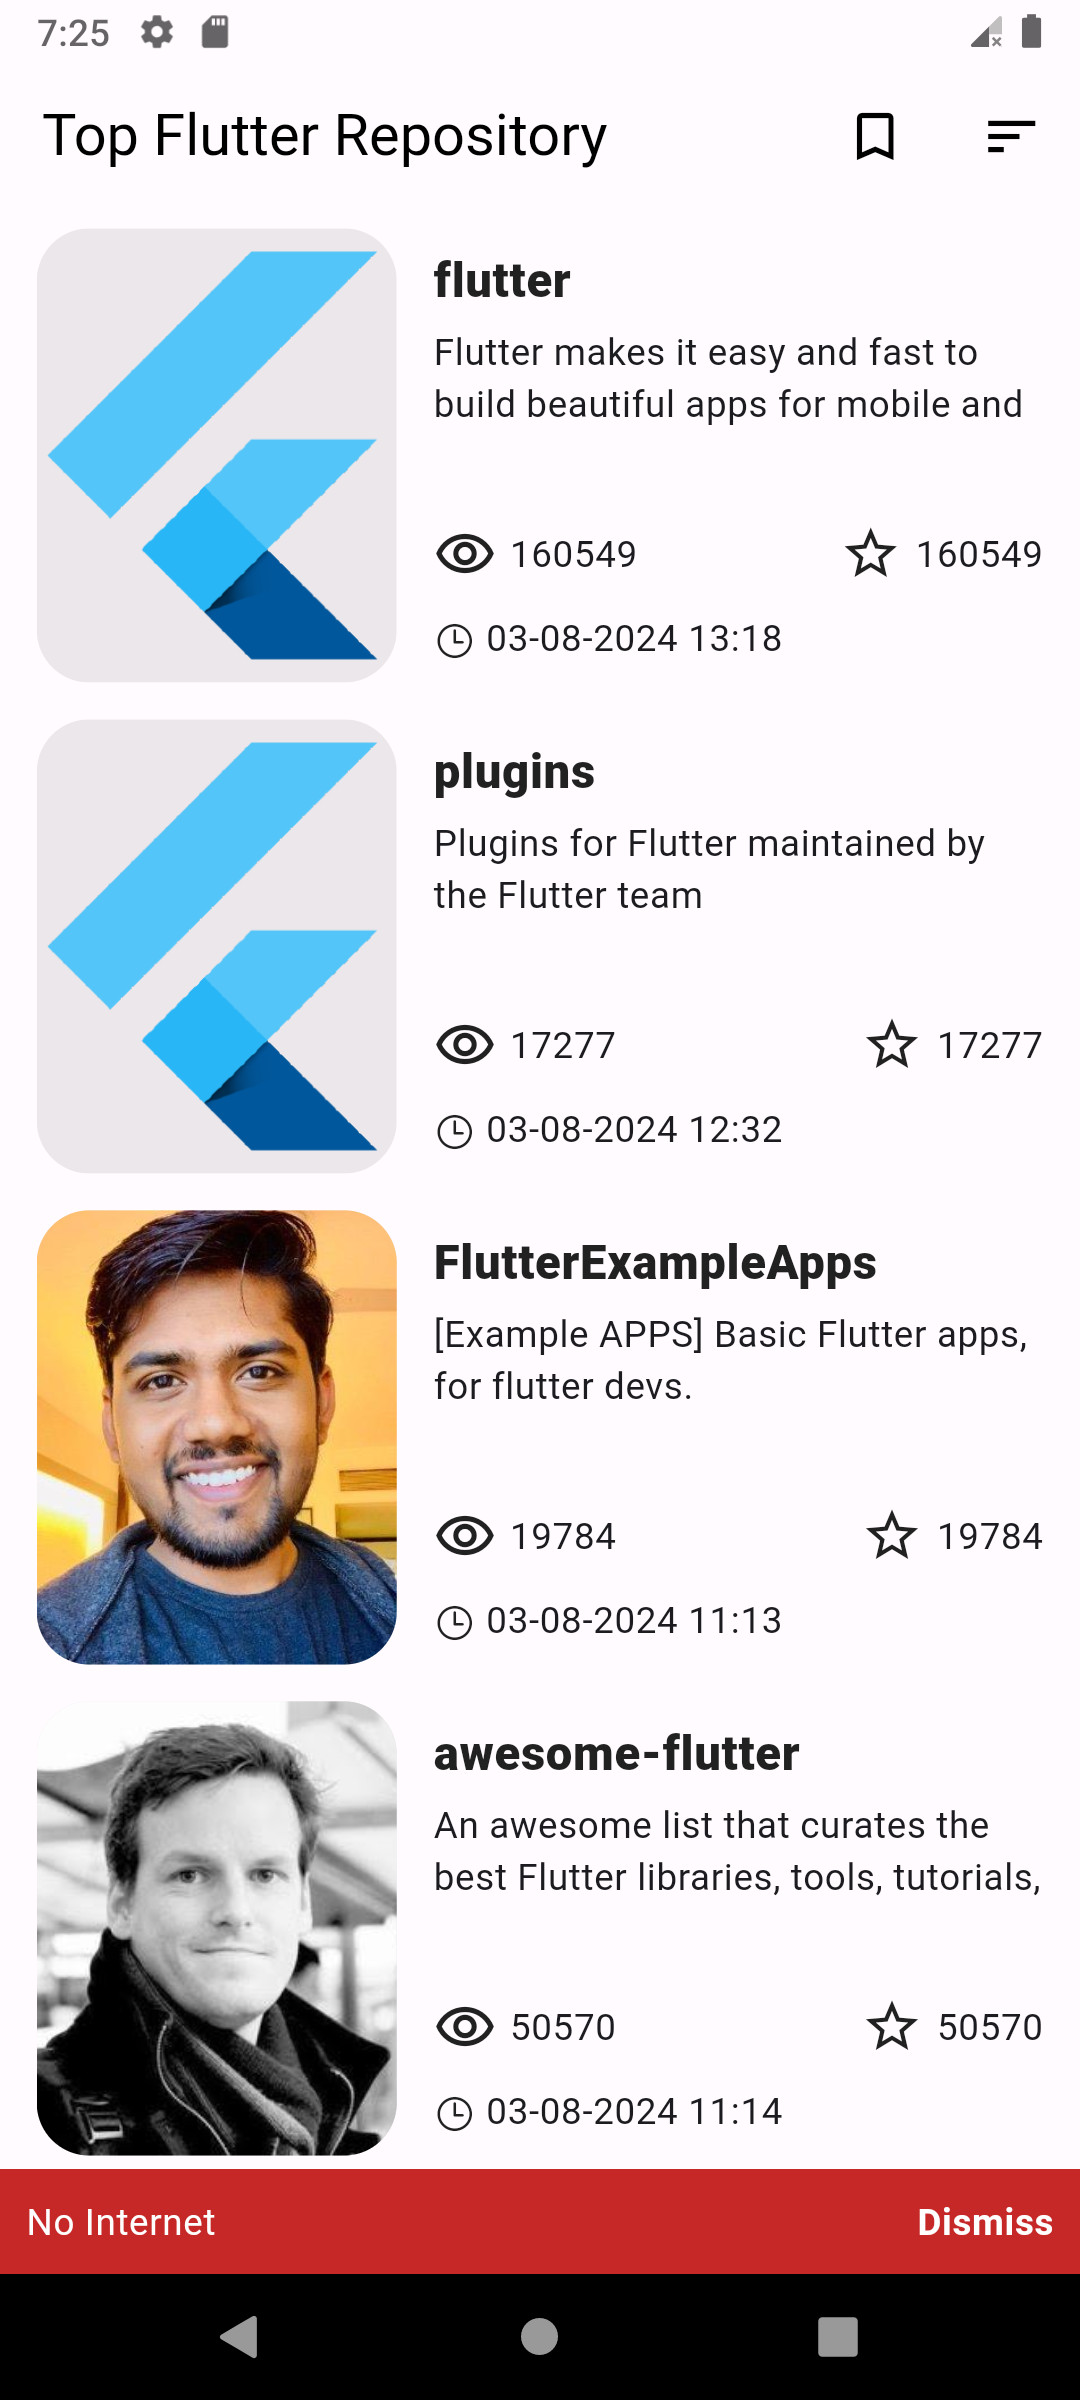 7:25
Top Flutter Repository
flutter
Flutter makes it easy and fast to
build beautiful apps for mobile and
160549 160549
03-08-2024 13:18
plugins
Plugins for Flutter maintained by
the Flutter team
17277 17277
03-08-2024 12:32
FlutterExampleApps
[Example APPS] Basic Flutter apps,
for flutter devs.
19784 19784
03-08-2024 11:13
awesome-flutter
An awesome list that curates the
best Flutter libraries, tools, tutorials,
50570 50570
03-08-2024 11:14
No Internet Dismiss